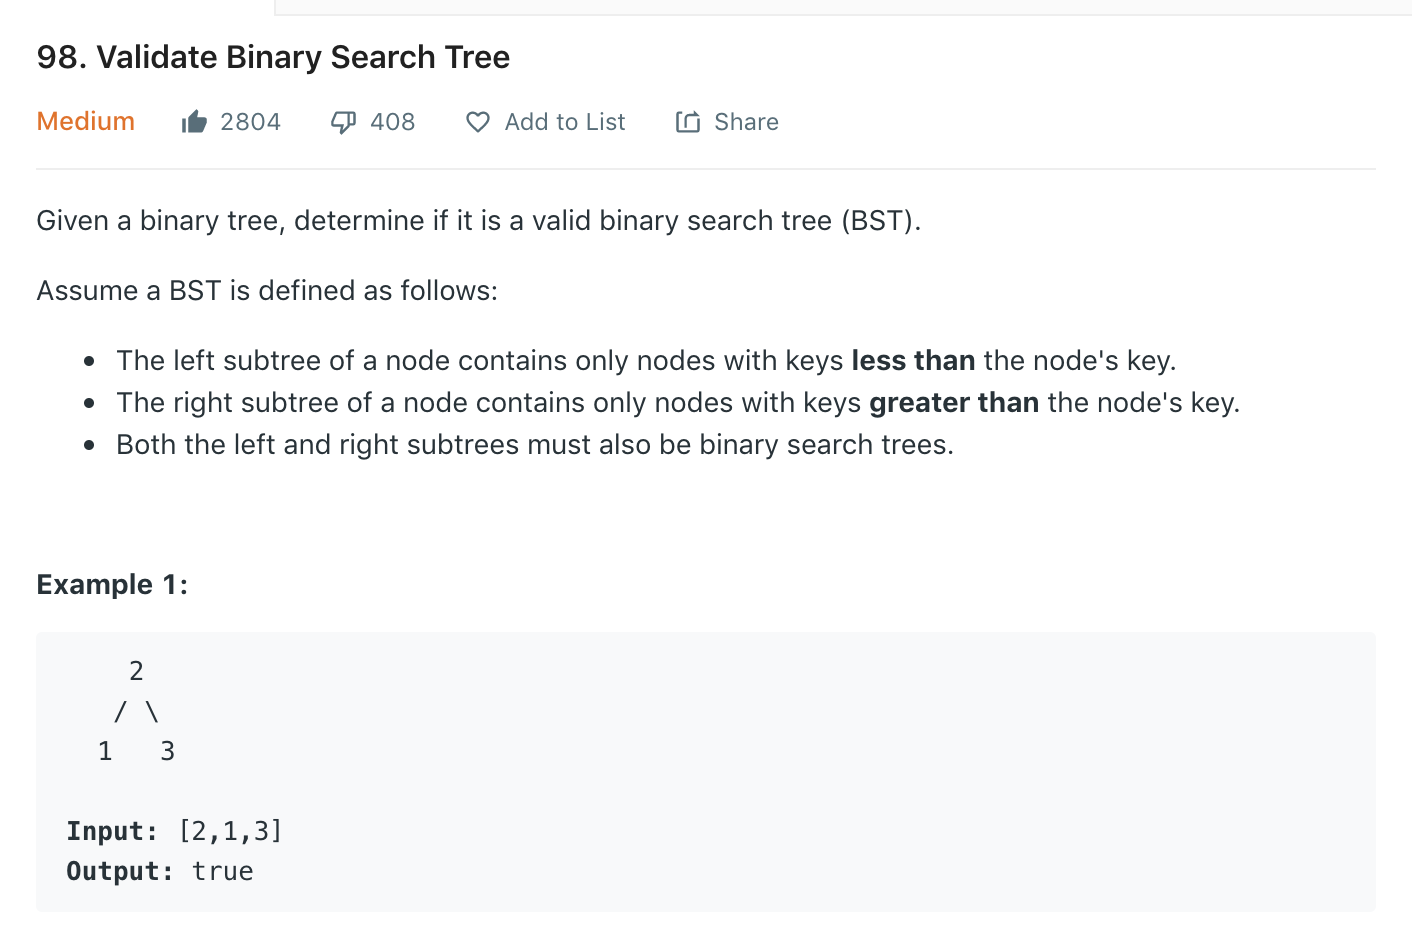 98. Validate Binary Search Tree
Medium 2804 408 Add to List Share
Given a binary tree, determine if it is a valid binary search tree (BST).
Assume a BST is defined as follows:
• The left subtree of a node contains only nodes with keys less than the node's key.
• The right subtree of a node contains only nodes with keys greater than the node's key.
• Both the left and right subtrees must also be binary search trees.
Example 1:
2
/ \
1 3
Input: [2,1,3]
Output: true